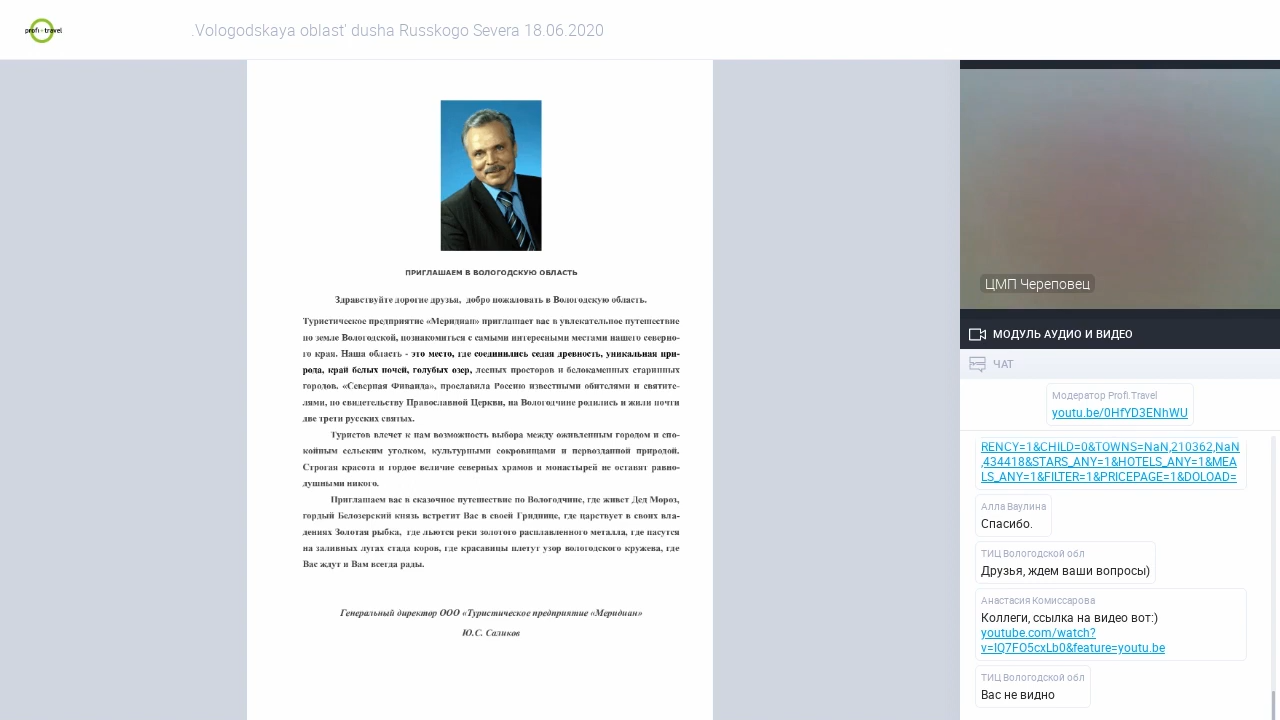 profi - travel
.Vologodskaya oblast' dusha Russkogo Severa 18.06.2020
ПРИГЛАШАЕМ В ВОЛОГОДСКУЮ ОБЛАСТЬ
Здравствуйте дорогие друзья, добро пожаловать в Вологодскую область.
Туристическое предприятие «Меридиан» приглашает вас в увлекательное путешествие
по земле Вологодской, познакомиться с самыми интересными местами нашего северно-
го края. Наша область - это место, где соединились седая древность, уникальная при-
рода, край белых ночей, голубых озер, лесных просторов и белокаменных старинных
городов. «Северная Фиваида», прославила Россию известными обителями и святите-
лями, по свидетельству Православной Церкви, на Вологодчине родились и жили почти
две трети русских святых.
Туристов влечет к нам возможность выбора между оживленным городом и спо-
койным сельским уголком, культурными сокровищами и первозданной природой.
Строгая красота и гордое величие северных храмов и монастырей не оставят равно-
душными никого.
Приглашаем вас в сказочное путешествие по Вологодчине, где живет Дед Мороз,
гордый Белозерский князь встретит Вас в своей Гриднице, где царствует в своих вла-
дениях Золотая рыбка, где льются реки золотого расплавленного металла, где пасутся
на заливных лугах стада коров, где красавицы плетут узор вологодского кружева, где
Вас ждут и Вам всегда рады.
Генеральный директор ООО «Туристическое предприятие «Меридиан»
Ю.С. Саликов
ЦМП Череповец
МОДУЛЬ АУДИО И ВИДЕО
ЧАТ
Модератор Profi.Travel
youtu.be/0HfYD3ENhWU
RENCY=1&CHILD=0&TOWNS=NaN,210362,NaN
,434418&STARS_ANY=1&HOTELS_ANY=1&MEA
LS_ANY=1&FILTER=1&PRICEPAGE=1&DOLOAD=
Алла Ваулина
Спасибо.
ТИЦ Вологодской обл
Друзья, ждем ваши вопросы)
Анастасия Комиссарова
Коллеги, ссылка на видео вот:)
youtube.com/watch?
v=IQ7FO5cxLb0&feature=youtu.be
ТИЦ Вологодской обл
Вас не видно